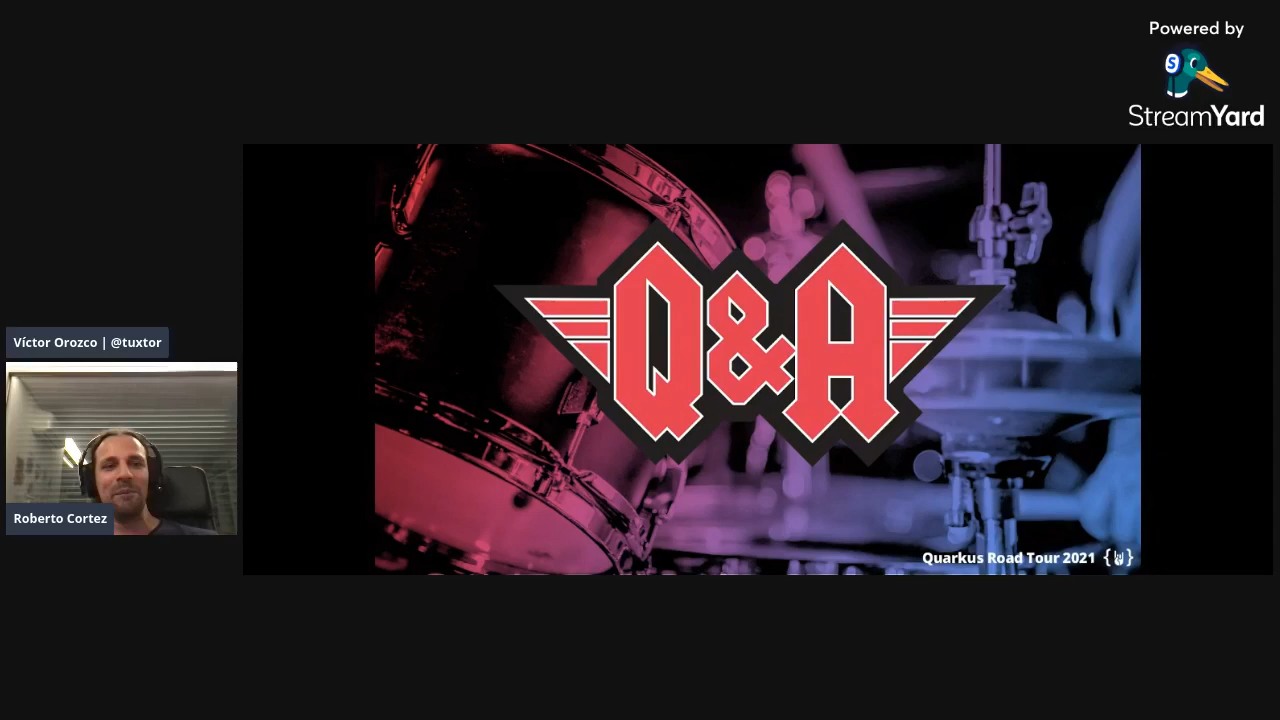 Powered by
S
StreamYard
Q&A
Víctor Orozco | @tuxtor
Roberto Cortez
Quarkus Road Tour 2021 { }